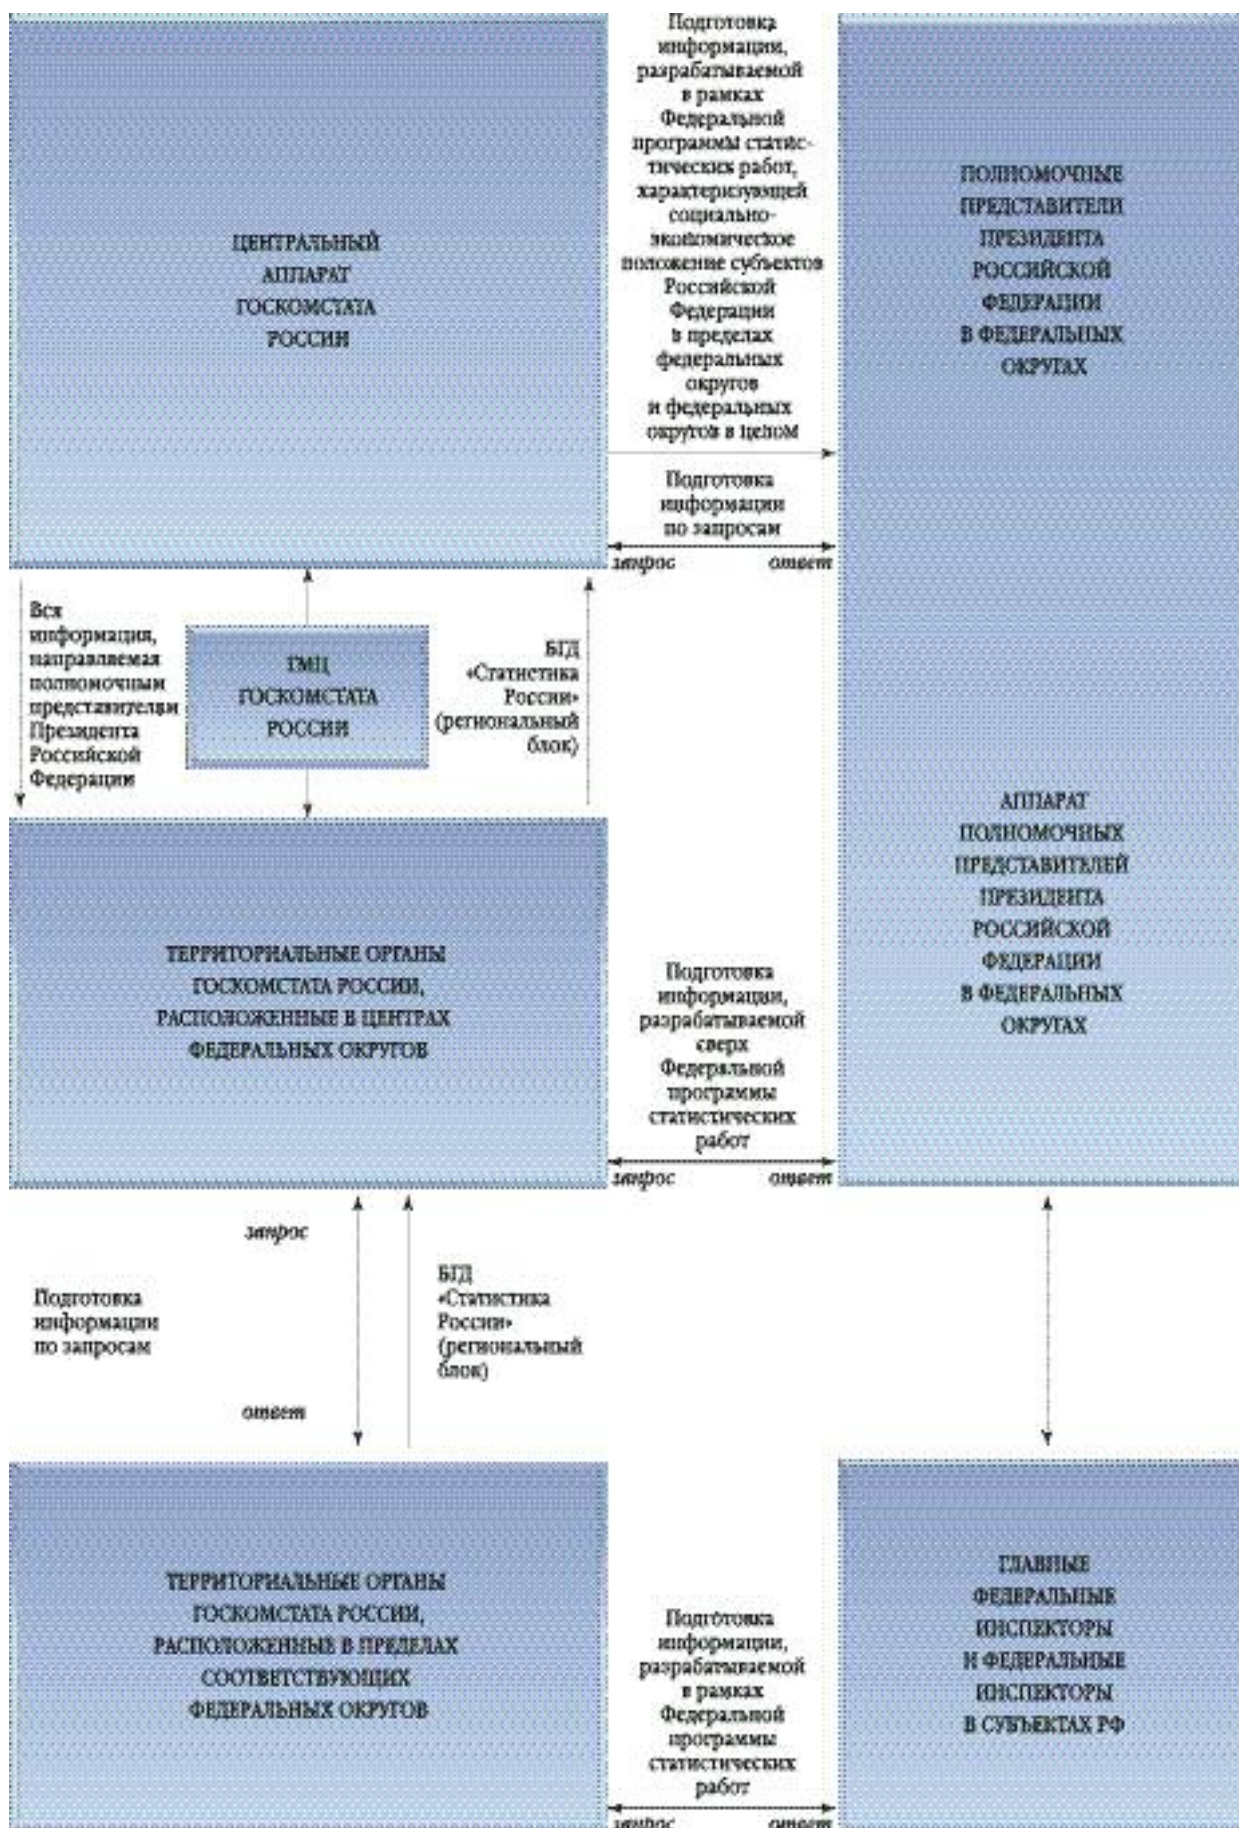 ЦЕНТРАЛЬНЫЙ
АППАРАТ
ГОСКОМСТАТА
РОССИИ
Подготовка
информации,
разрабатываемой
в рамках
Федеральной
программы статис-
тических работ,
характеризующей
социально-
экономическое
положение субъектов
Российской
Федерации
в пределах
федеральных
округов
и федеральных
округов в целом
Подготовка
информации
по запросам
запрос ответ
ПОЛНОМОЧНЫЕ
ПРЕДСТАВИТЕЛИ
ПРЕЗИДЕНТА
РОССИЙСКОЙ
ФЕДЕРАЦИИ
В ФЕДЕРАЛЬНЫХ
ОКРУГАХ
Вся
информация,
направляемая
полномочным
представителям
Президента
Российской
Федерации
ГМЦ
ГОСКОМСТАТА
РОССИИ
БГД
«Статистика
России»
(региональный
блок)
АППАРАТ
ПОЛНОМОЧНЫХ
ПРЕДСТАВИТЕЛЕЙ
ПРЕЗИДЕНТА
РОССИЙСКОЙ
ФЕДЕРАЦИИ
В ФЕДЕРАЛЬНЫХ
ОКРУГАХ
ТЕРРИТОРИАЛЬНЫЕ ОРГАНЫ
ГОСКОМСТАТА РОССИИ,
РАСПОЛОЖЕННЫЕ В ЦЕНТРАХ
ФЕДЕРАЛЬНЫХ ОКРУГОВ
Подготовка
информации,
разрабатываемой
сверх
Федеральной
программы
статистических
работ
запрос ответ
запрос
Подготовка
информации
по запросам
ответ
БГД
«Статистика
России»
(региональный
блок)
ТЕРРИТОРИАЛЬНЫЕ ОРГАНЫ
ГОСКОМСТАТА РОССИИ,
РАСПОЛОЖЕННЫЕ В ПРЕДЕЛАХ
СООТВЕТСТВУЮЩИХ
ФЕДЕРАЛЬНЫХ ОКРУГОВ
Подготовка
информации,
разрабатываемой
в рамках
Федеральной
программы
статистических
работ
запрос ответ
ГЛАВНЫЕ
ФЕДЕРАЛЬНЫЕ
ИНСПЕКТОРЫ
И ФЕДЕРАЛЬНЫЕ
ИНСПЕКТОРЫ
В СУБЪЕКТАХ РФ